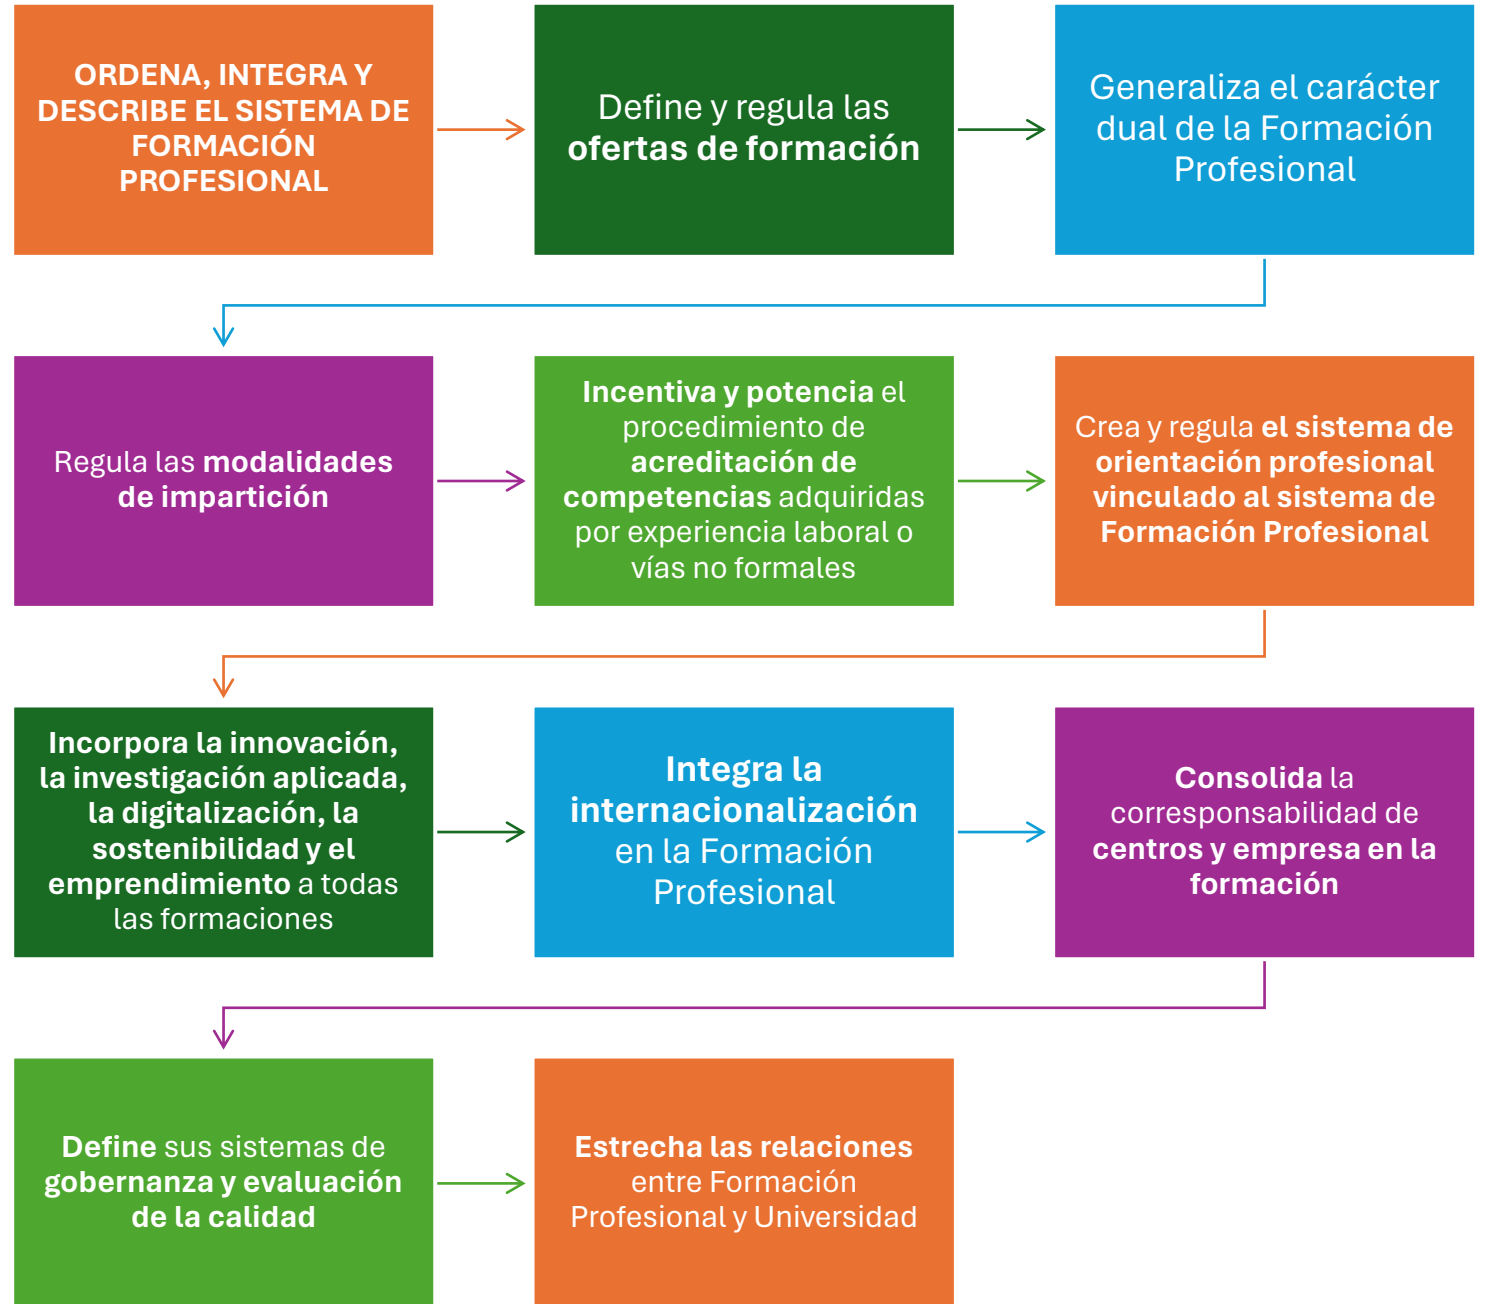 ORDENA, INTEGRA Y
DESCRIBE EL SISTEMA DE
FORMACIÓN
PROFESIONAL
Define y regula las
ofertas de formación
Generaliza el carácter
dual de la Formación
Profesional
Regula las modalidades
de impartición
Incentiva y potencia el
procedimiento de
acreditación de
competencias adquiridas
por experiencia laboral o
vías no formales
Crea y regula el sistema de
orientación profesional
vinculado al sistema de
Formación Profesional
Incorpora la innovación,
la investigación aplicada,
la digitalización, la
sostenibilidad y el
emprendimiento a todas
las formaciones
Integra la
internacionalización
en la Formación
Profesional
Consolida la
corresponsabilidad de
centros y empresa en la
formación
Define sus sistemas de
gobernanza y evaluación
de la calidad
Estrecha las relaciones
entre Formación
Profesional y Universidad